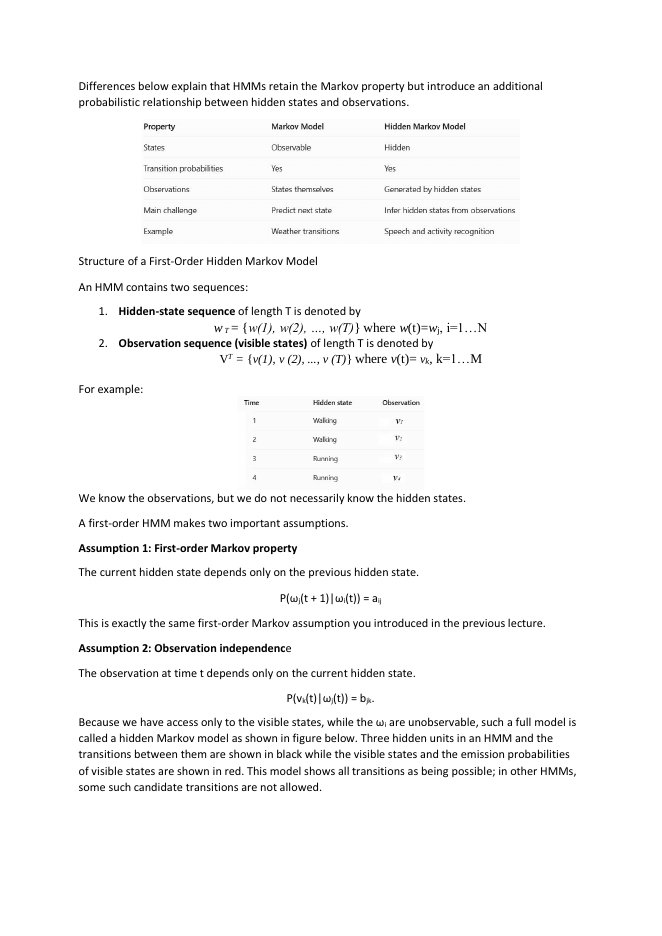 Differences below explain that HMMs retain the Markov property but introduce an additional
probabilistic relationship between hidden states and observations.
Property Markov Model Hidden Markov Model
States Observable Hidden
Transition probabilities Yes Yes
Observations States themselves Generated by hidden states
Main challenge Predict next state Infer hidden states from observations
Example Weather transitions Speech and activity recognition
Structure of a First-Order Hidden Markov Model
An HMM contains two sequences:
1. Hidden-state sequence of length T is denoted by
w T = {w(1), w(2), ..., w(T)} where w(t)=wj, i=1…N
2. Observation sequence (visible states) of length T is denoted by
V^T = {v(1), v (2), ..., v (T)} where v(t)= vk, k=1…M
For example:
Time Hidden state Observation
1 Walking v₁
2 Walking
3 Running
4 Running
We know the observations, but we do not necessarily know the hidden states.
A first-order HMM makes two important assumptions.
Assumption 1: First-order Markov property
The current hidden state depends only on the previous hidden state.
P(ωj(t + 1)|ωi(t)) = aij
This is exactly the same first-order Markov assumption you introduced in the previous lecture.
Assumption 2: Observation independence
The observation at time t depends only on the current hidden state.
P(vk(t)|ωj(t)) = bjk.
Because we have access only to the visible states, while the ωi are unobservable, such a full model is
called a hidden Markov model as shown in figure below. Three hidden units in an HMM and the
transitions between them are shown in black while the visible states and the emission probabilities
of visible states are shown in red. This model shows all transitions as being possible; in other HMMs,
some such candidate transitions are not allowed.